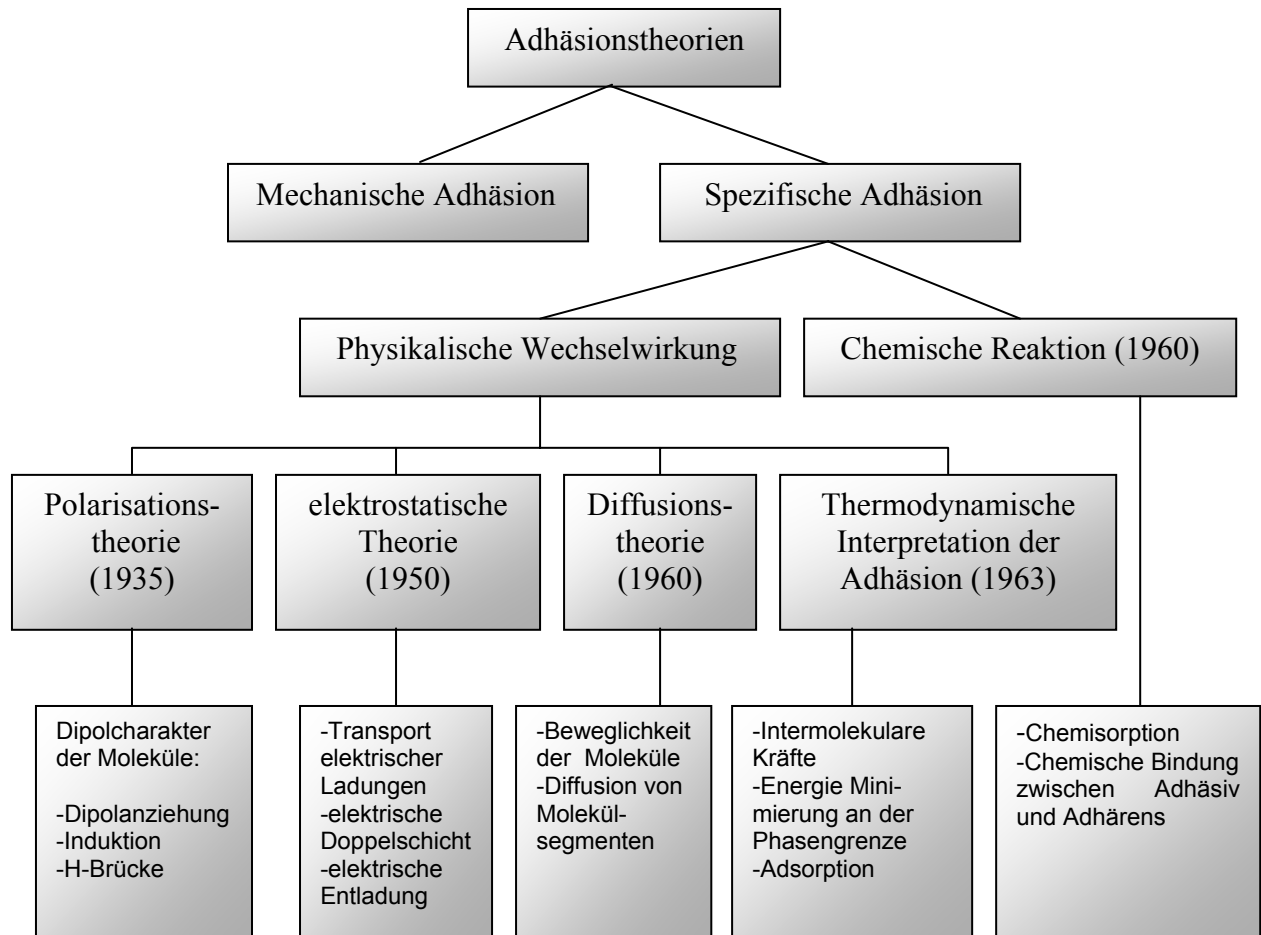 Adhäsionstheorien
Mechanische Adhäsion
Spezifische Adhäsion
Physikalische Wechselwirkung
Chemische Reaktion (1960)
Polarisations-
theorie
(1935)
elektrostatische
Theorie
(1950)
Diffusions-
theorie
(1960)
Thermodynamische
Interpretation der
Adhäsion (1963)
Dipolcharakter
der Moleküle:
-Dipolanziehung
-Induktion
-H-Brücke
-Transport
elektrischer
Ladungen
-elektrische
Doppelschicht
-elektrische
Entladung
-Beweglichkeit
der Moleküle
-Diffusion von
Molekül-
segmenten
-Intermolekulare
Kräfte
-Energie Mini-
mierung an der
Phasengrenze
-Adsorption
-Chemisorption
-Chemische Bindung
zwischen Adhäsiv
und Adhärens